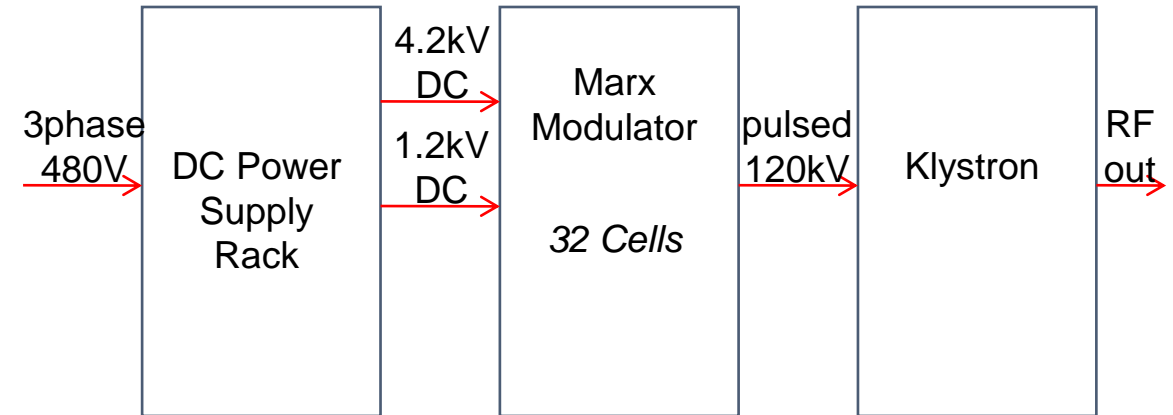 3phase
480V
DC Power
Supply
Rack
4.2kV
DC
1.2kV
DC
Marx
Modulator
32 Cells
pulsed
120kV
Klystron
RF
out